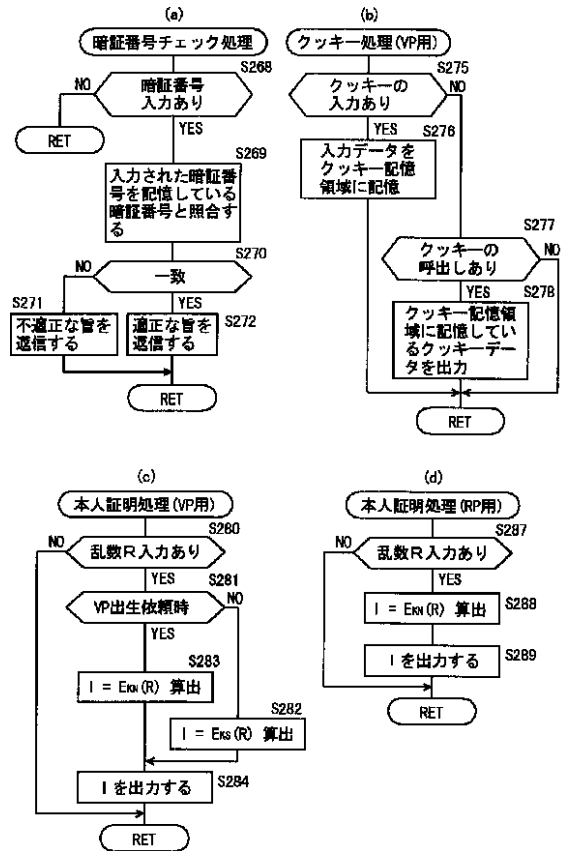 (a)
暗証番号チェック処理
S268
NO
暗証番号
入力あり
RET
YES
S269
入力された暗証番
号を記憶している
暗証番号と照合す
る
S270
NO
一致
S271
YES
S272
不適正な旨を
返信する
適正な旨を
返信する
RET
(b)
クッキー処理(VP用)
S275
クッキーの
入力あり
NO
YES
S276
入力データを
クッキー記憶
領域に記憶
S277
クッキーの
呼出しあり
NO
YES
S278
クッキー記憶領
域に記憶してい
るクッキーデー
タを出力
RET
(c)
本人証明処理(VP用)
S280
NO
乱数R入力あり
YES
S281
VP出生依頼時
NO
YES
S283
I = EKN(R) 算出
S282
I = EKS(R) 算出
Iを出力する
S284
RET
(d)
本人証明処理(RP用)
S287
NO
乱数R入力あり
YES
S288
I = EKN(R) 算出
S289
Iを出力する
RET